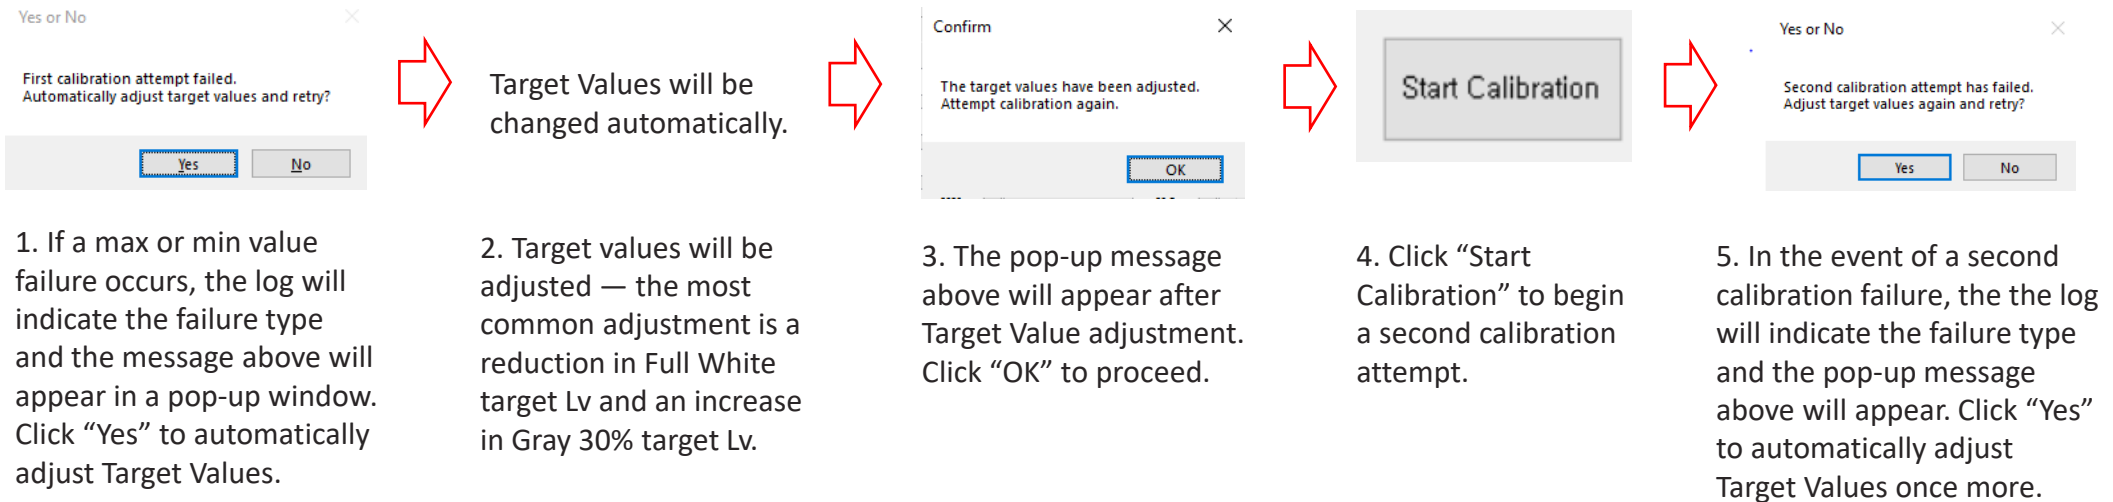 Yes or No
First calibration attempt failed.
Automatically adjust target values and retry?
Yes
No
1. If a max or min value
failure occurs, the log will
indicate the failure type
and the message above will
appear in a pop-up window.
Click “Yes” to automatically
adjust Target Values.
Target Values will be
changed automatically.
2. Target values will be
adjusted — the most
common adjustment is a
reduction in Full White
target Lv and an increase
in Gray 30% target Lv.
Confirm
The target values have been adjusted.
Attempt calibration again.
OK
3. The pop-up message
above will appear after
Target Value adjustment.
Click “OK” to proceed.
Start Calibration
4. Click “Start
Calibration” to begin
a second calibration
attempt.
Yes or No
Second calibration attempt has failed.
Adjust target values again and retry?
Yes
No
5. In the event of a second
calibration failure, the the log
will indicate the failure type
and the pop-up message
above will appear. Click “Yes”
to automatically adjust
Target Values once more.